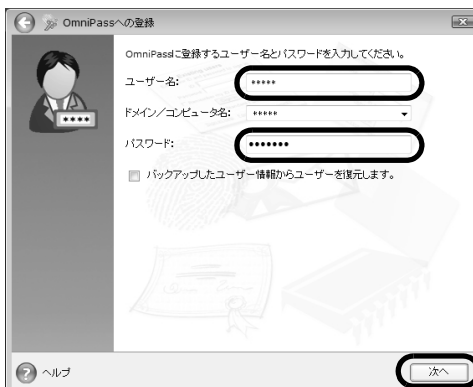 OmniPassへの登録
OmniPassに登録するユーザー名とパスワードを入力してください。
ユーザー名: *****
ドメイン/コンピュータ名: *****
パスワード: •••••••
****
バックアップしたユーザー情報からユーザーを復元します。
? ヘルプ
次へ